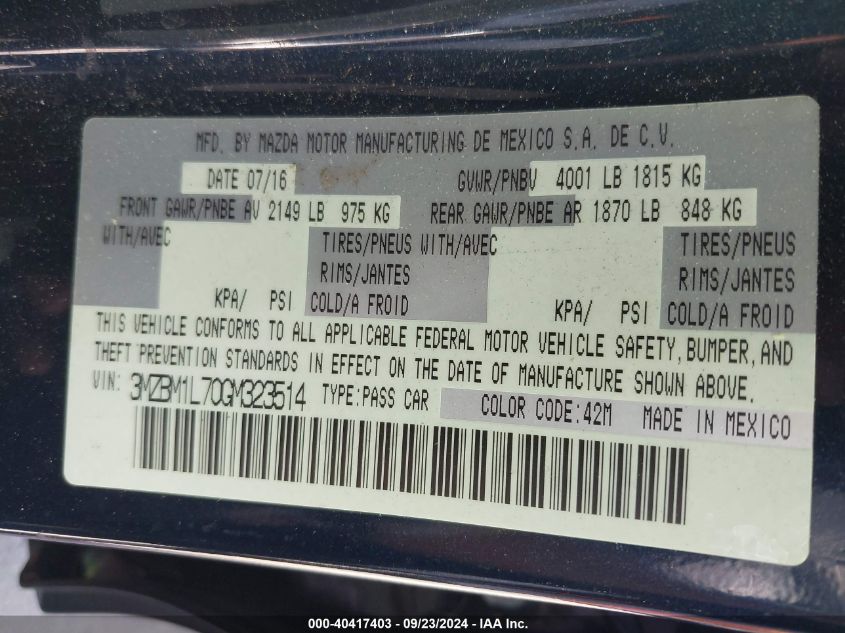 MFD. BY MAZDA MOTOR MANUFACTURING DE MEXICO S.A. DE C.V.
DATE 07/16 GVWR/PNBV 4001 LB 1815 KG
FRONT GAWR/PNBE AV 2149 LB 975 KG REAR GAWR/PNBE AR 1870 LB 848 KG
WITH/AVEC TIRES/PNEUS WITH/AVEC TIRES/PNEUS
RIMS/JANTES RIMS/JANTES
KPA/ PSI COLD/A FROID KPA/ PSI COLD/A FROID
THIS VEHICLE CONFORMS TO ALL APPLICABLE FEDERAL MOTOR VEHICLE SAFETY, BUMPER, AND
THEFT PREVENTION STANDARDS IN EFFECT ON THE DATE OF MANUFACTURE SHOWN ABOVE.
VIN: 3MZBM1L70GM323514 TYPE:PASS CAR COLOR CODE:42M MADE IN MEXICO
000-40417403 - 09/23/2024 - IAA Inc.